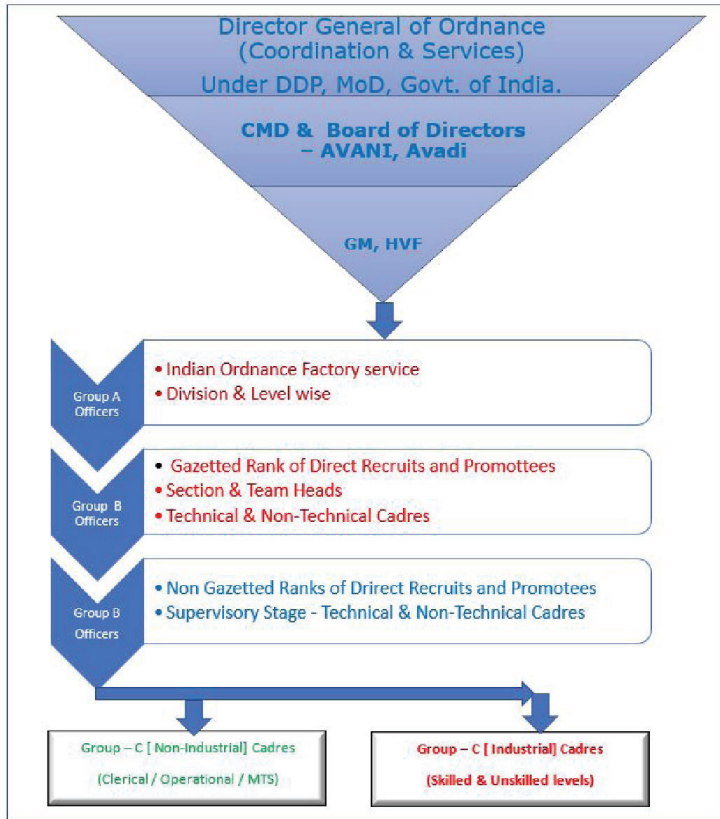 Director General of Ordnance
(Coordination & Services)
Under DDP, MoD, Govt. of India.
CMD & Board of Directors
– AVANI, Avadi
GM, HVF
Group A
Officers
• Indian Ordnance Factory service
• Division & Level wise
Group B
Officers
• Gazetted Rank of Direct Recruits and Promottees
• Section & Team Heads
• Technical & Non-Technical Cadres
Group B
Officers
• Non Gazetted Ranks of Drirect Recruits and Promotees
• Supervisory Stage - Technical & Non-Technical Cadres
Group – C [ Non-Industrial] Cadres
(Clerical / Operational / MTS)
Group – C [ Industrial] Cadres
(Skilled & Unskilled levels)